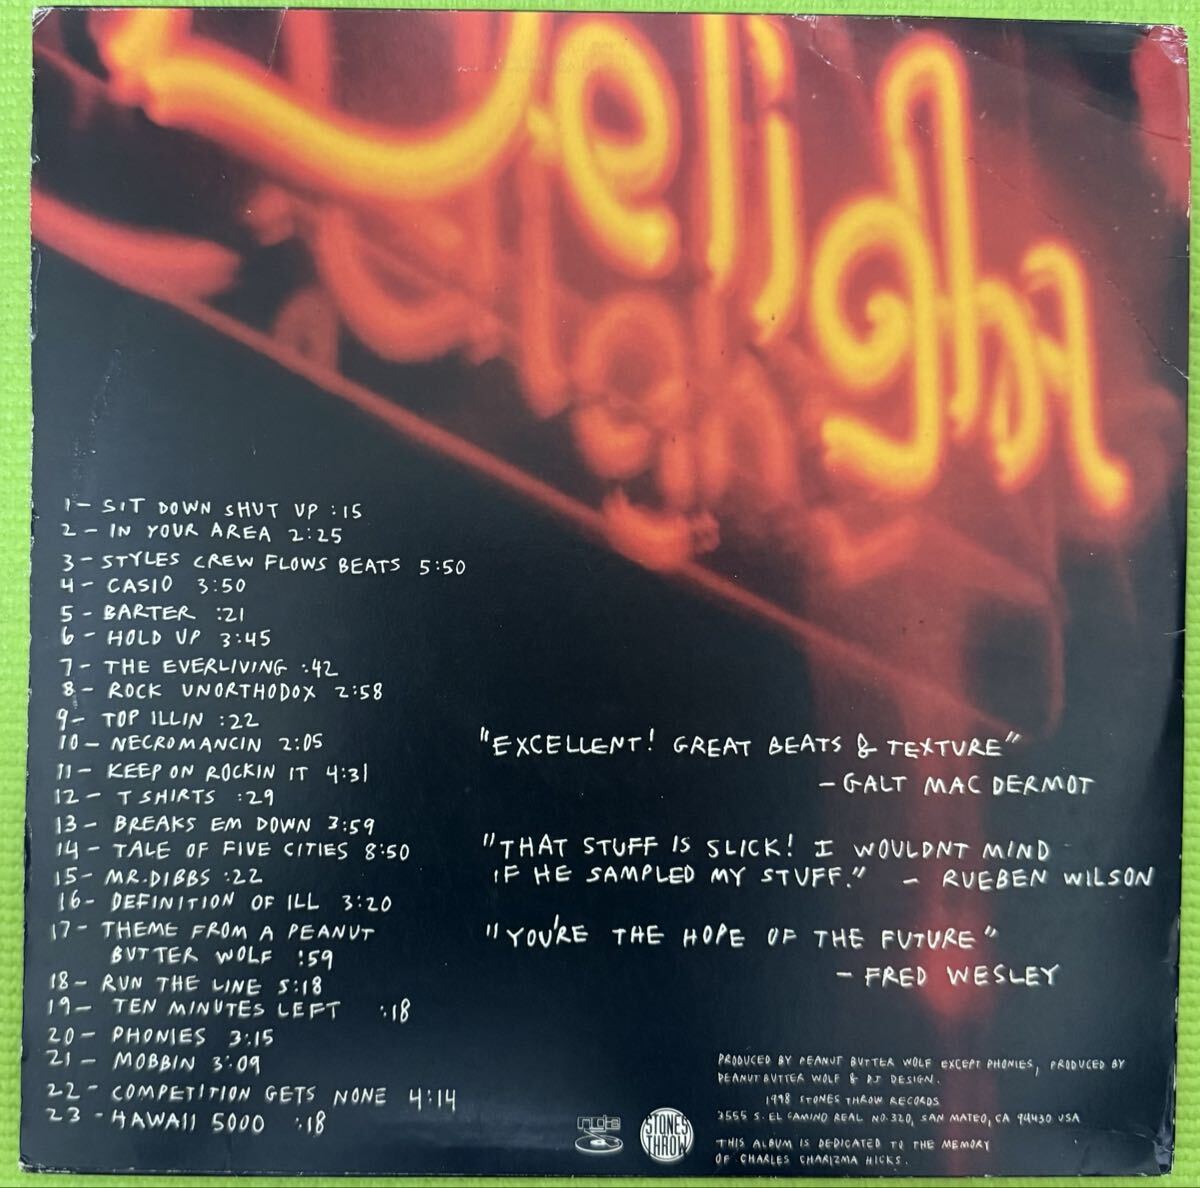 Delight
1 - SIT DOWN SHUT UP :15
2 - IN YOUR AREA 2:25
3 - STYLES CREW FLOWS BEATS 5:50
4 - CASIO 3:50
5 - BARTER :21
6 - HOLD UP 3:45
7 - THE EVERLIVING :42
8 - ROCK UNORTHODOX 2:58
9 - TOP ILLIN :22
10 - NECROMANCIN 2:05
11 - KEEP ON ROCKIN IT 4:31
12 - T SHIRTS :29
13 - BREAKS EM DOWN 3:59
14 - TALE OF FIVE CITIES 8:50
15 - MR. DIBBS :22
16 - DEFINITION OF ILL 3:20
17 - THEME FROM A PEANUT
BUTTER WOLF :59
18 - RUN THE LINE 5:18
19 - TEN MINUTES LEFT :18
20 - PHONIES 3:15
21 - MOBBIN 3:09
22 - COMPETITION GETS NONE 4:14
23 - HAWAII 5000 :18
"EXCELLENT! GREAT BEATS & TEXTURE"
- GALT MAC DERMOT
"THAT STUFF IS SLICK! I WOULDNT MIND
IF HE SAMPLED MY STUFF." - RUEBEN WILSON
"YOU'RE THE HOPE OF THE FUTURE"
- FRED WESLEY
PRODUCED BY PEANUT BUTTER WOLF EXCEPT PHONIES, PRODUCED BY
PEANUT BUTTER WOLF & DJ DESIGN.
1998 STONES THROW RECORDS
3555 S. EL CAMINO REAL NO. 320, SAN MATEO, CA 94430 USA
THIS ALBUM IS DEDICATED TO THE MEMORY
OF CHARLES CHARIZMA HICKS.
STONES
THROW